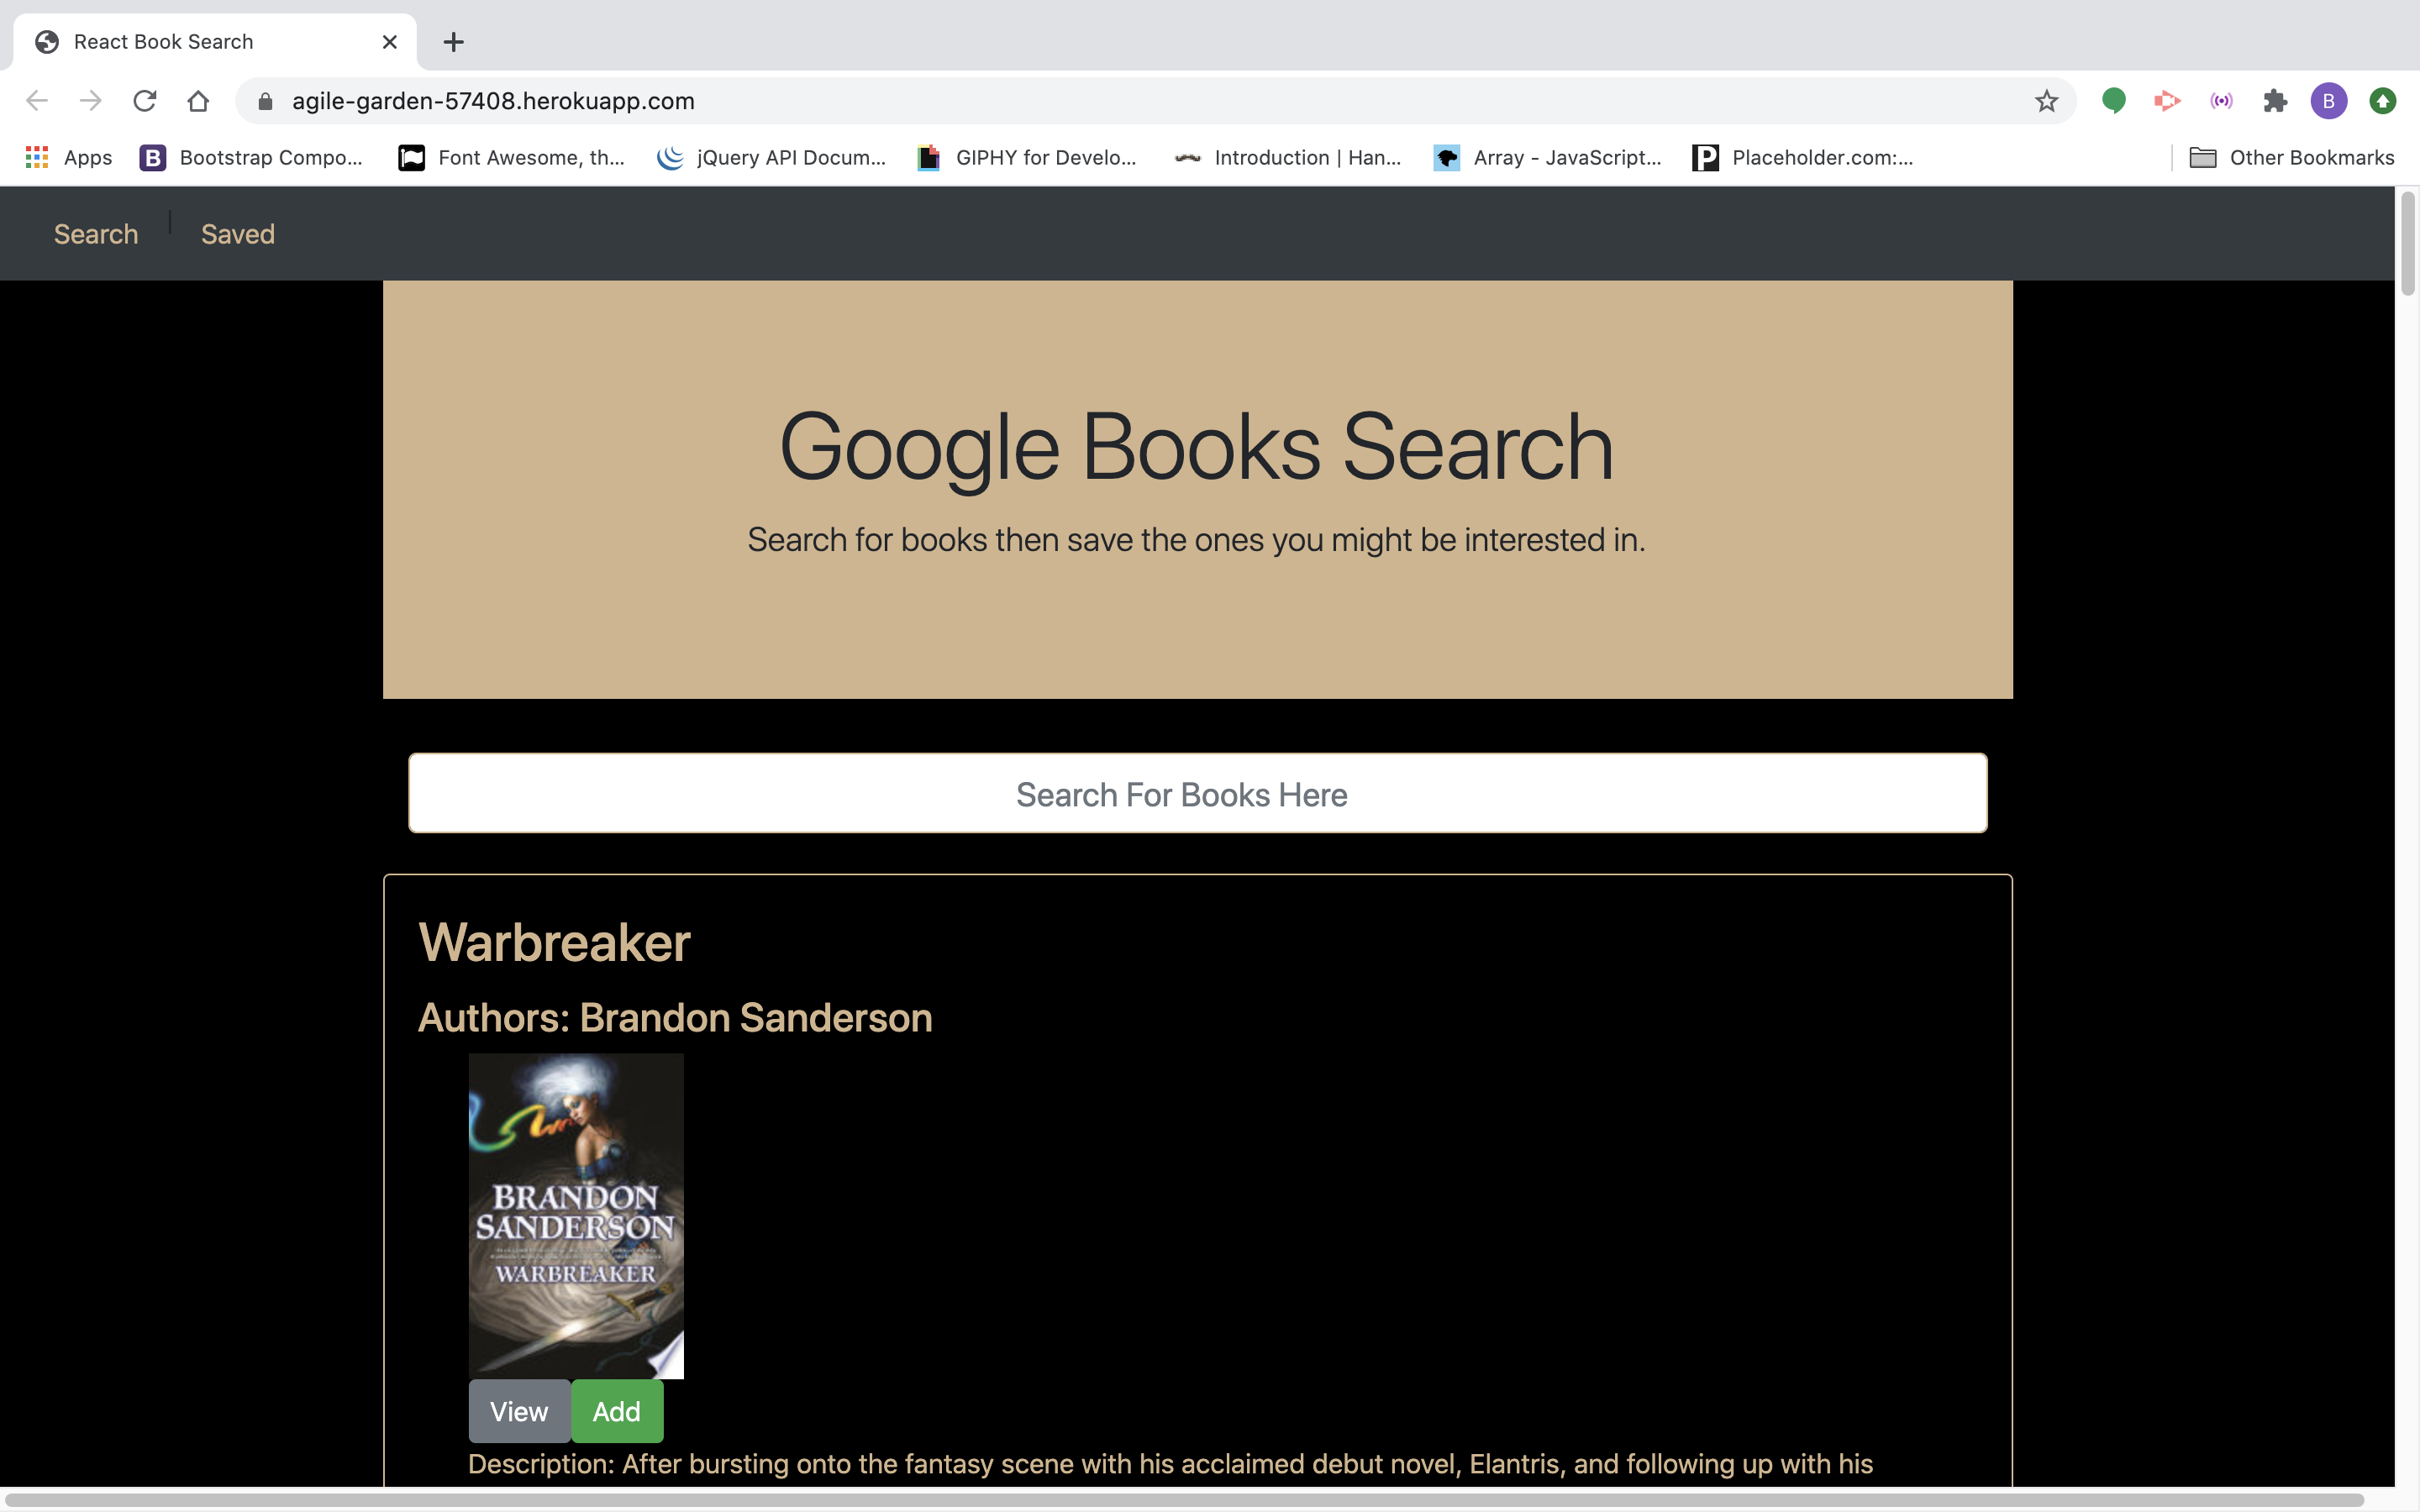 React Book Search
agile-garden-57408.herokuapp.com
B
Apps
B
Bootstrap Compo...
Font Awesome, th...
jQuery API Docum...
GIPHY for Develo...
Introduction | Han...
Array - JavaScript...
P
Placeholder.com:...
Other Bookmarks
Search
Saved
Google Books Search
Search for books then save the ones you might be interested in.
Search For Books Here
Warbreaker
Authors: Brandon Sanderson
BRANDON
SANDERSON
WARBREAKER
View
Add
Description: After bursting onto the fantasy scene with his acclaimed debut novel, Elantris, and following up with his